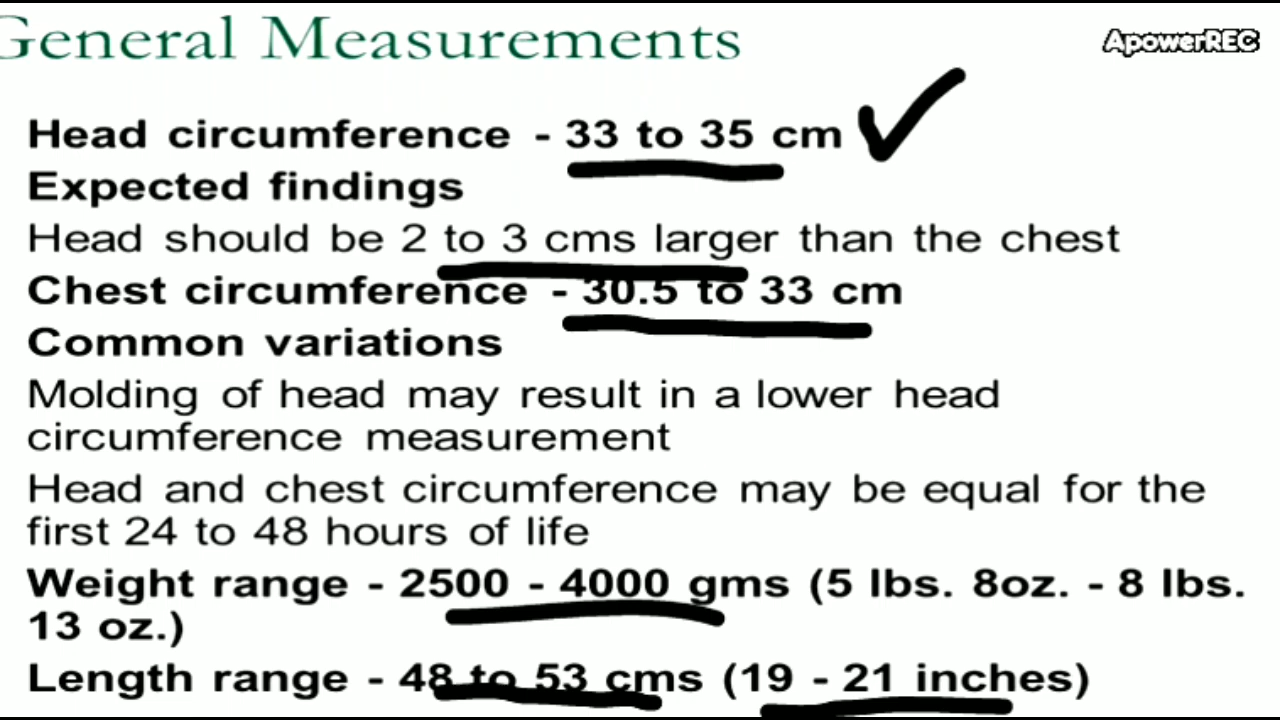 General Measurements
ApowerREC
Head circumference - 33 to 35 cm
Expected findings
Head should be 2 to 3 cms larger than the chest
Chest circumference - 30.5 to 33 cm
Common variations
Molding of head may result in a lower head
circumference measurement
Head and chest circumference may be equal for the
first 24 to 48 hours of life
Weight range - 2500 - 4000 gms (5 lbs. 8oz. - 8 lbs.
13 oz.)
Length range - 48 to 53 cms (19 - 21 inches)